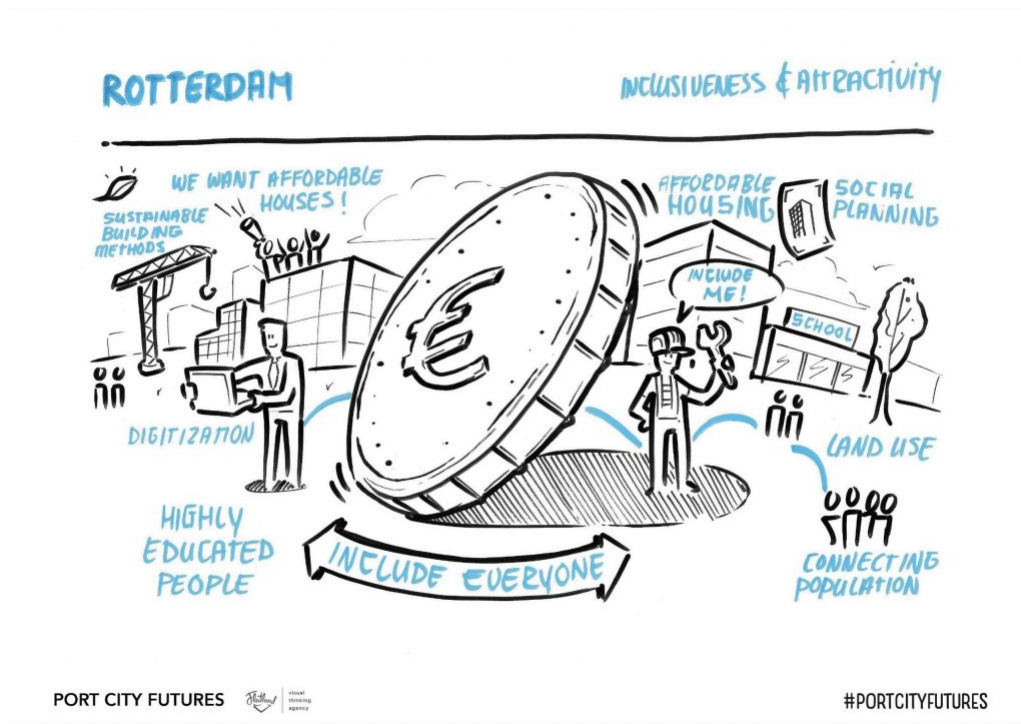 ROTTERDAM
INCLUSIVENESS & ATTRACTIVITY
WE WANT AFFORDABLE
HOUSES!
SUSTAINABLE
BUILDING
METHODS
AFFORDABLE
HOUSING
SOCIAL
PLANNING
€
INCLUDE
ME!
SCHOOL
DIGITIZATION
LAND USE
HIGHLY
EDUCATED
PEOPLE
INCLUDE EVERYONE
CONNECTING
POPULATION
PORT CITY FUTURES
Flatland
visual
thinking
agency
#PORTCITYFUTURES